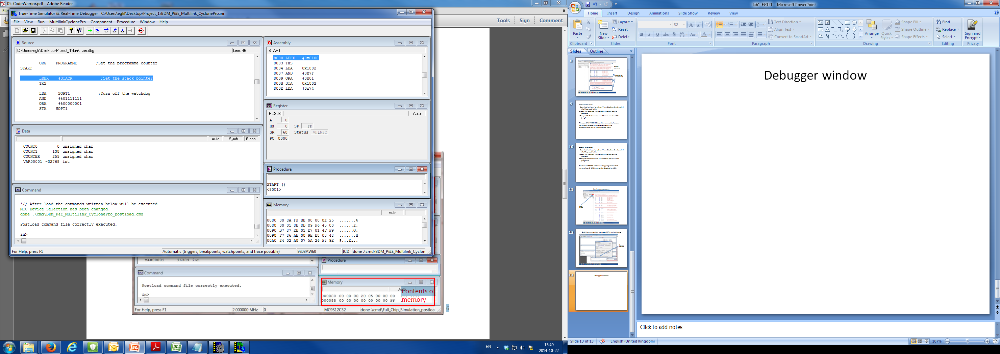 05-CodeWarrior.pdf - Adobe Reader
File
Tools Sign Comment
True-Time Simulator & Real-Time Debugger C:\Users\eglil\Desktop\Project_1\BDM_P&E_Multilink_CyclonePro.ini
File View Run MultilinkCyclonePro Component Procedure Window Help
Source
C:\Users\eglil\Desktop\Project_1\bin\main.dbg Line: 46
ORG PROGRAMME ;Set the programme counter
START
LDHX #STACK ;Set the stack pointer
TXS
LDA SOPT1 ;Turn off the watchdog
AND #%01111111
ORA #%00000001
STA SOPT1
Data
Auto Symb Global
COUNT0 0 unsigned char
COUNT1 138 unsigned char
COUNTER 255 unsigned char
VAR00001 -32768 int
Command
!// After load the commands written below will be executed
MCU Device Selection has been changed.
done .\cmd\BDM_P&E_Multilink_CyclonePro_postload.cmd
Postload command file correctly executed.
in>
Assembly
START
8000 LDHX #0x0100
8003 TXS
8004 LDA 0x1802
8007 AND #0x7F
8009 ORA #0x01
800B STA 0x1802
800E LDA #0x74
Register
HCS08 Auto
A 0
HX 0 SP FF
SR 68 Status VHINZC
PC 8000
Procedure
START ()
<80C1>
Memory
Auto
0080 00 8A FF BE 00 00 8E 25 .......%
0088 00 01 8E 8B 89 F6 45 00 ......E.
0090 B7 87 EB 01 E7 01 4F F9 ......O.
0098 F7 86 AE 08 9E E8 03 48 .......H
00A0 24 02 A8 07 5A 26 F8 9E $...Z&..
For Help, press F1 Automatic (triggers, breakpoints, watchpoints, and trace possible) 9S08AW60 ICD done .\cmd\BDM_P&E_Multilink_Cyclor
VAR00001 16384 int
Command
Postload command file correctly executed.
in>
Procedure
Memory
Auto
Contents of
memory
000080 00 00 00 20 05 00 00 00
000088 00 00 00 00 00 00 00 FF
For Help, press F1 2.000000 MHz 0 MC9S12C32 done .\cmd\Full_Chip_Simulation_postloa
6
EN 15:49
2014-10-22
lab1-EG151 - Microsoft PowerPoint
Home Insert Design Animations Slide Show Review View
Paste
Clipboard
New Slide
Layout
Reset
Delete
Slides
32
Font
Text Direction
Align Text
Convert to SmartArt
Paragraph
Arrange
Quick Styles
Shape Fill
Shape Outline
Shape Effects
Drawing
Find
Replace
Select
Editing
Sign and Encrypt
Privacy
Slides Outline
8
9
10
11
Sample and debug a program
12
Build the connection between MCU and software
13
Debugger window
Debugger window
Click to add notes
Slide 13 of 13 English (United Kingdom) 107%